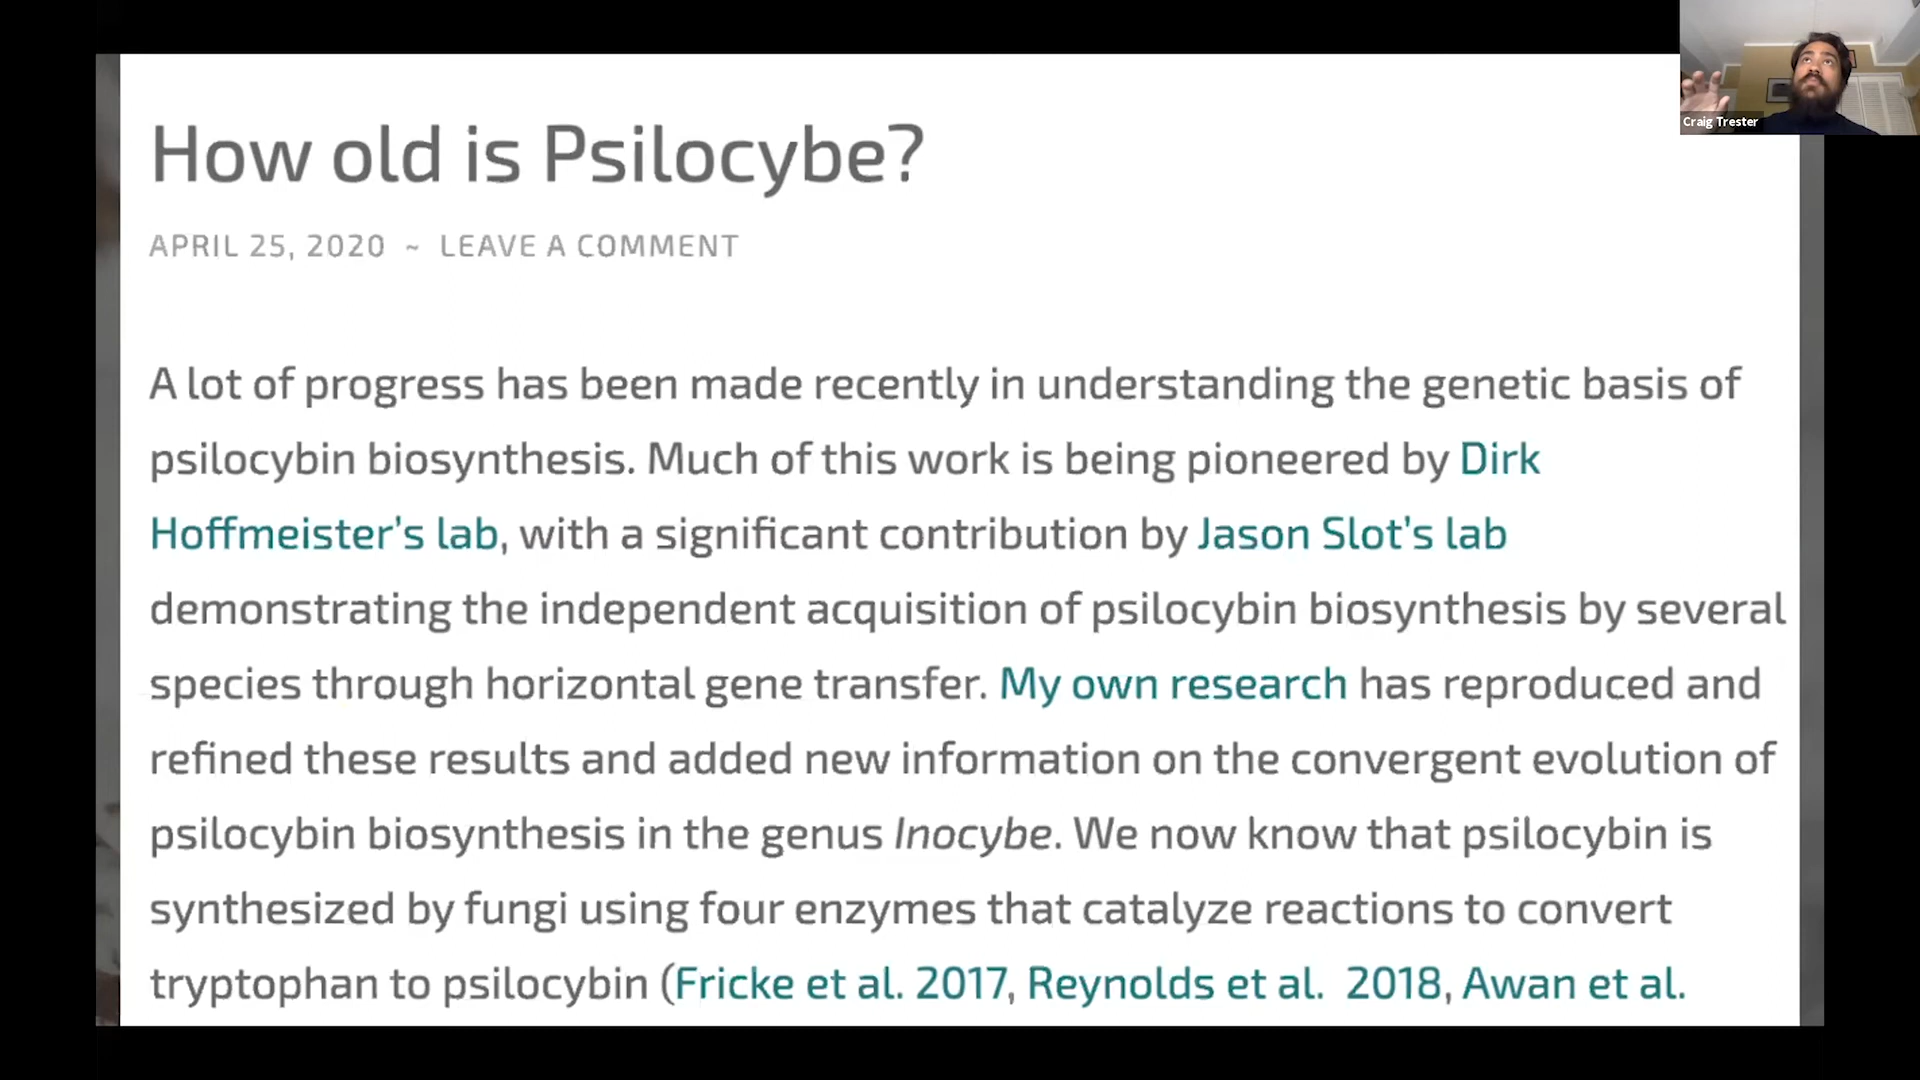 Craig Trester
How old is Psilocybe?
APRIL 25, 2020 ~ LEAVE A COMMENT
A lot of progress has been made recently in understanding the genetic basis of
psilocybin biosynthesis. Much of this work is being pioneered by Dirk
Hoffmeister’s lab, with a significant contribution by Jason Slot’s lab
demonstrating the independent acquisition of psilocybin biosynthesis by several
species through horizontal gene transfer. My own research has reproduced and
refined these results and added new information on the convergent evolution of
psilocybin biosynthesis in the genus Inocybe. We now know that psilocybin is
synthesized by fungi using four enzymes that catalyze reactions to convert
tryptophan to psilocybin (Fricke et al. 2017, Reynolds et al. 2018, Awan et al.